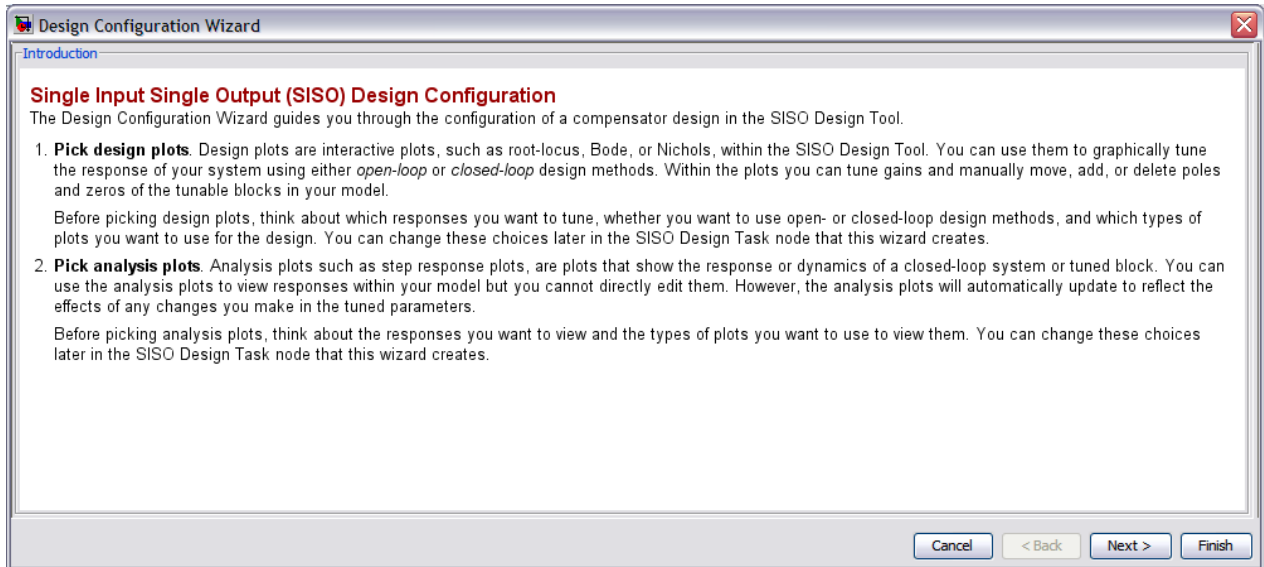 Design Configuration Wizard
Introduction
Single Input Single Output (SISO) Design Configuration
The Design Configuration Wizard guides you through the configuration of a compensator design in the SISO Design Tool.
1. Pick design plots. Design plots are interactive plots, such as root-locus, Bode, or Nichols, within the SISO Design Tool. You can use them to graphically tune
the response of your system using either open-loop or closed-loop design methods. Within the plots you can tune gains and manually move, add, or delete poles
and zeros of the tunable blocks in your model.
Before picking design plots, think about which responses you want to tune, whether you want to use open- or closed-loop design methods, and which types of
plots you want to use for the design. You can change these choices later in the SISO Design Task node that this wizard creates.
2. Pick analysis plots. Analysis plots such as step response plots, are plots that show the response or dynamics of a closed-loop system or tuned block. You can
use the analysis plots to view responses within your model but you cannot directly edit them. However, the analysis plots will automatically update to reflect the
effects of any changes you make in the tuned parameters.
Before picking analysis plots, think about the responses you want to view and the types of plots you want to use to view them. You can change these choices
later in the SISO Design Task node that this wizard creates.
Cancel < Back Next > Finish